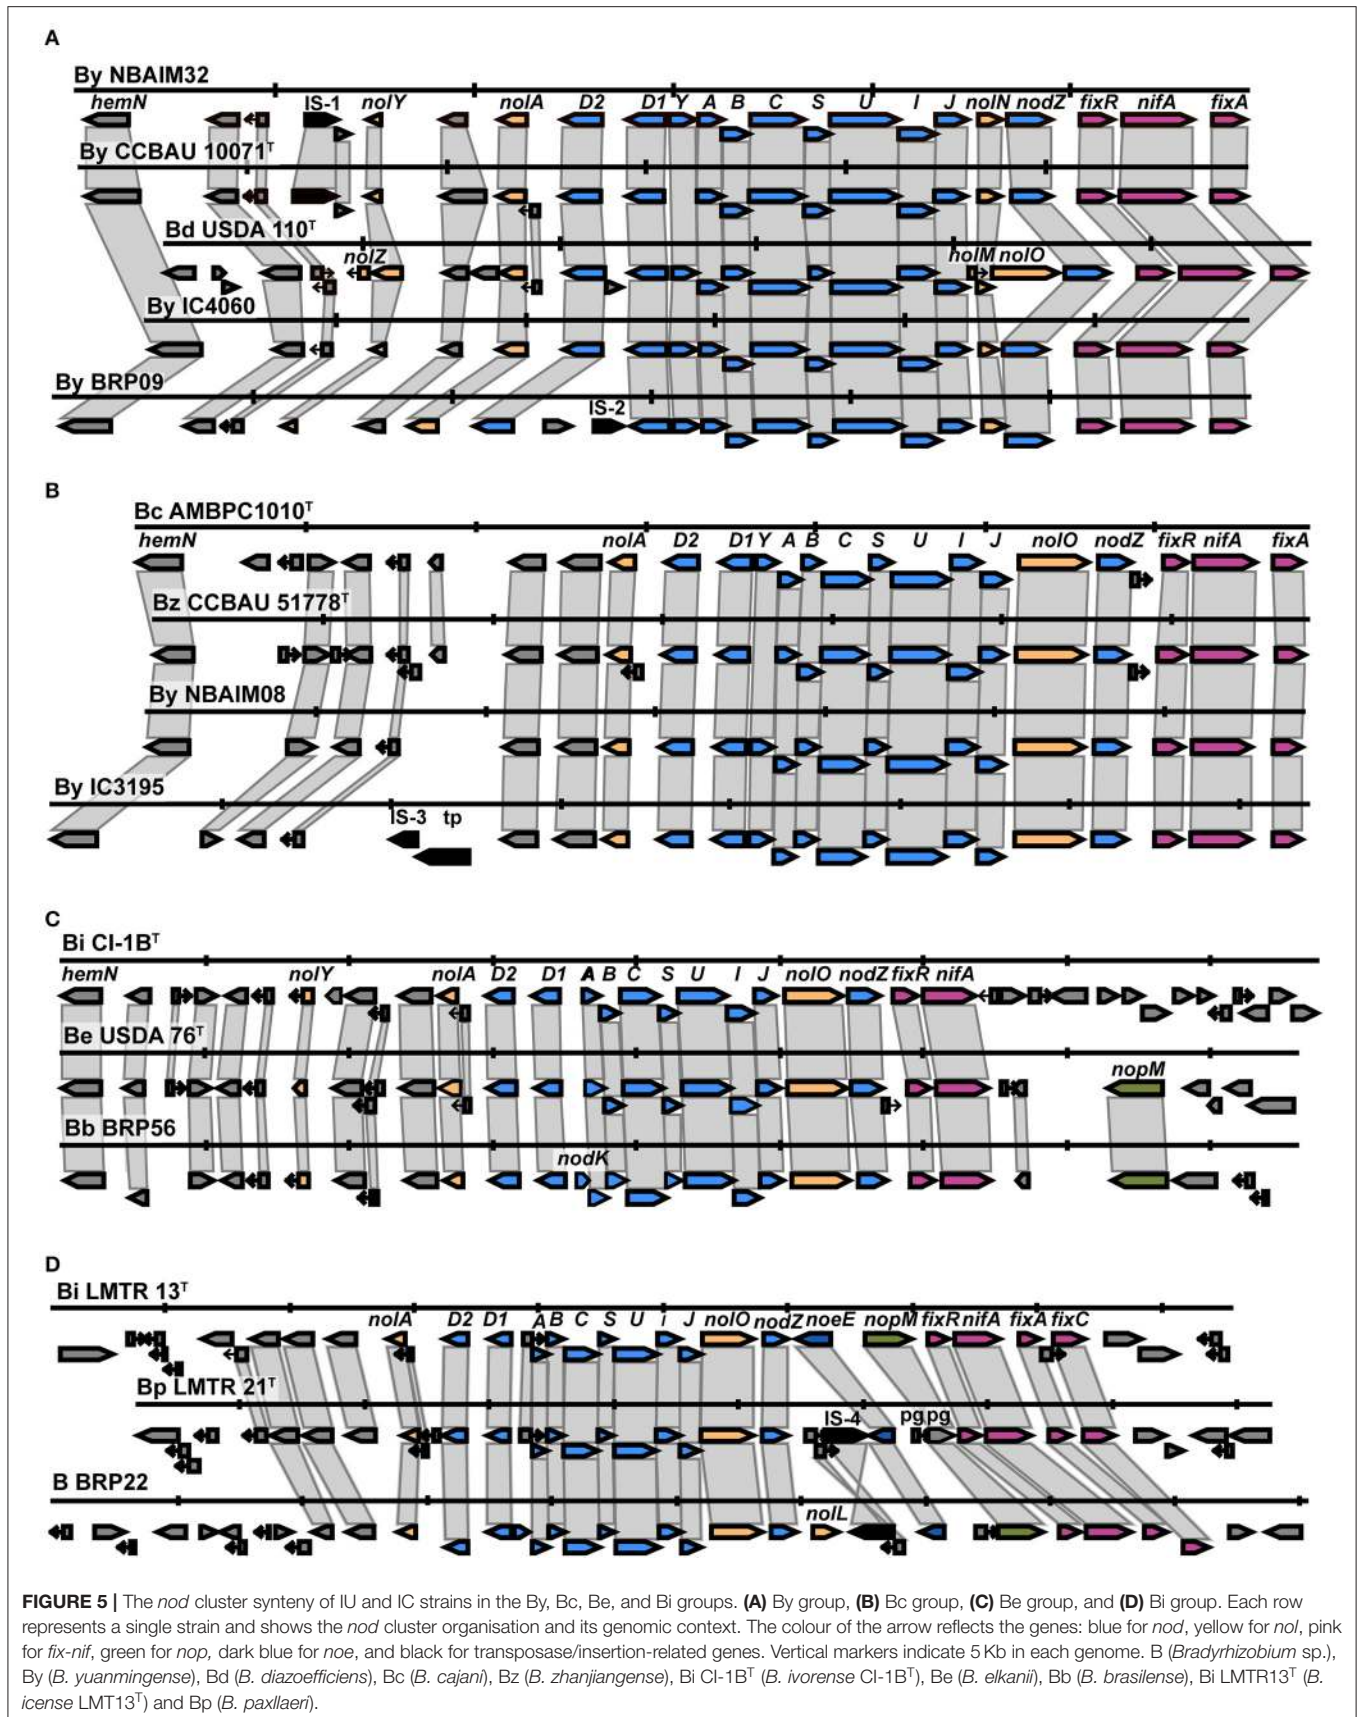 A
By NBAIM32
hemN IS-1 nolY nolA D2 D1 Y A B C S U I J nolN nodZ fixR nifA fixA
By CCBAU 10071T
Bd USDA 110T
nolZ nolM nolO
By IC4060
By BRP09
IS-2
B
Bc AMBPC1010T
hemN nolA D2 D1 Y A B C S U I J nolO nodZ fixR nifA fixA
Bz CCBAU 51778T
By NBAIM08
By IC3195
IS-3 tp
C
Bi CI-1BT
hemN nolY nolA D2 D1 A B C S U I J nolO nodZ fixR nifA
Be USDA 76T
nopM
Bb BRP56
nodK
D
Bi LMTR 13T
nolA D2 D1 A B C S U i J nolO nodZ noeE nopM fixR nifA fixA fixC
Bp LMTR 21T
IS-4 pg pg
B BRP22
nolL
FIGURE 5 | The nod cluster synteny of IU and IC strains in the By, Bc, Be, and Bi groups. (A) By group, (B) Bc group, (C) Be group, and (D) Bi group. Each row
represents a single strain and shows the nod cluster organisation and its genomic context. The colour of the arrow reflects the genes: blue for nod, yellow for nol, pink
for fix-nif, green for nop, dark blue for noe, and black for transposase/insertion-related genes. Vertical markers indicate 5 Kb in each genome. B (Bradyrhizobium sp.),
By (B. yuanmingense), Bd (B. diazoefficiens), Bc (B. cajani), Bz (B. zhanjiangense), Bi CI-1BT (B. ivorense CI-1BT), Be (B. elkanii), Bb (B. brasilense), Bi LMTR13T (B.
icense LMT13T) and Bp (B. paxllaeri).